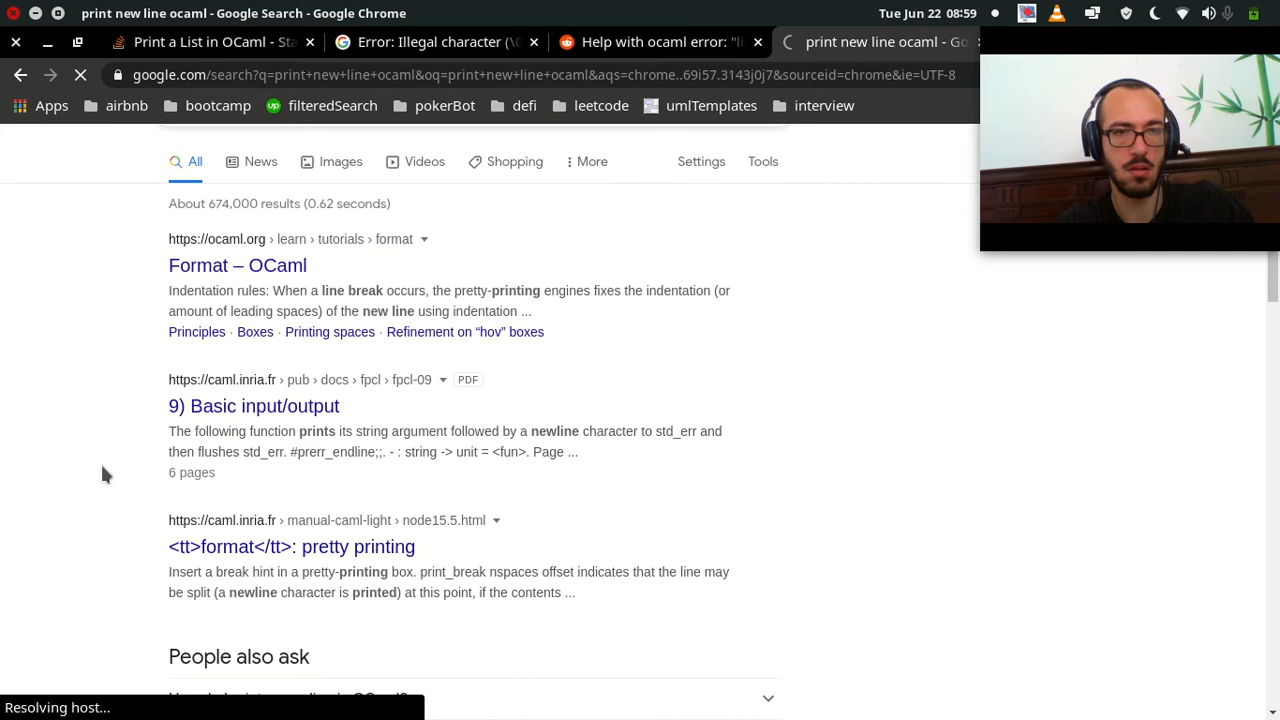 print new line ocaml - Google Search - Google Chrome
Tue Jun 22 08:59
Print a List in OCaml - Sta
Error: Illegal character (\0
Help with ocaml error: "li
print new line ocaml - Go
google.com/search?q=print+new+line+ocaml&oq=print+new+line+ocaml&aqs=chrome..69i57.3143j0j7&sourceid=chrome&ie=UTF-8
Apps airbnb bootcamp filteredSearch pokerBot defi leetcode umlTemplates interview
All News Images Videos Shopping More Settings Tools
About 674,000 results (0.62 seconds)
https://ocaml.org › learn › tutorials › format
Format – OCaml
Indentation rules: When a line break occurs, the pretty-printing engines fixes the indentation (or
amount of leading spaces) of the new line using indentation ...
Principles · Boxes · Printing spaces · Refinement on “hov” boxes
https://caml.inria.fr › pub › docs › fpcl › fpcl-09 PDF
9) Basic input/output
The following function prints its string argument followed by a newline character to std_err and
then flushes std_err. #prerr_endline;;. - : string -> unit = <fun>. Page ...
6 pages
https://caml.inria.fr › manual-caml-light › node15.5.html
<tt>format</tt>: pretty printing
Insert a break hint in a pretty-printing box. print_break nspaces offset indicates that the line may
be split (a newline character is printed) at this point, if the contents ...
People also ask
Resolving host...